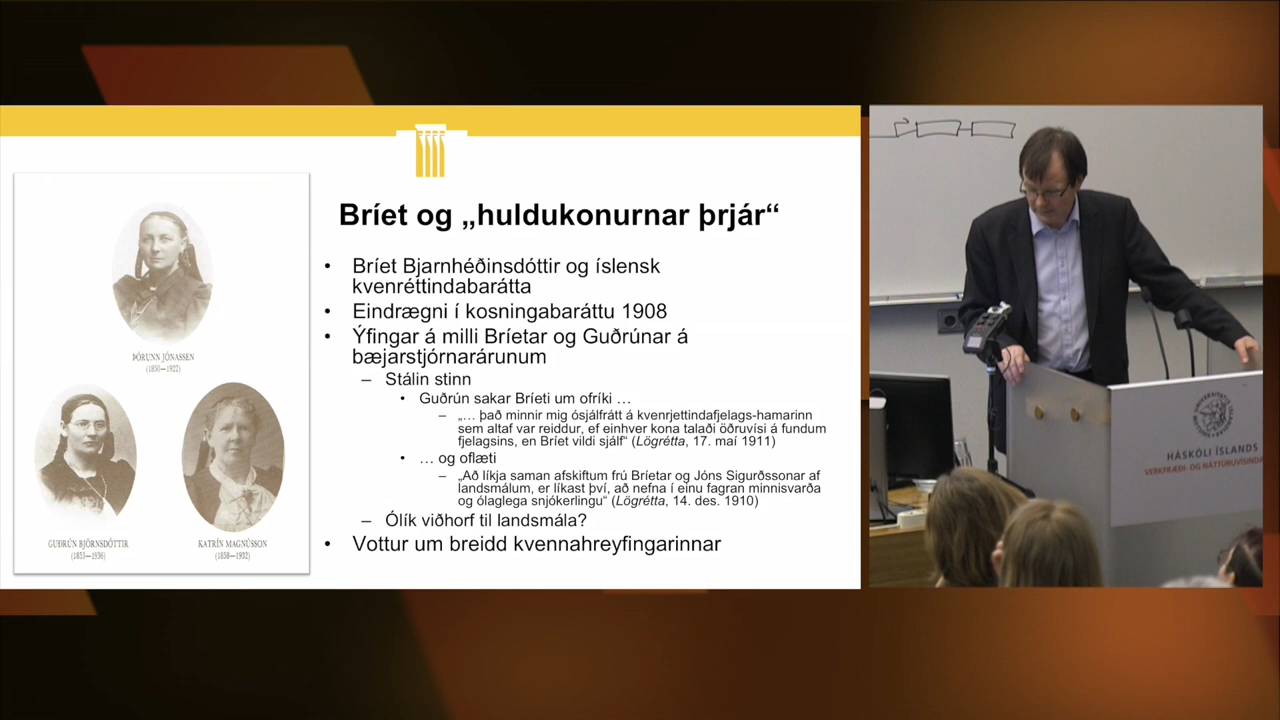 Bríet og „huldukonurnar þrjár“
• Bríet Bjarnhéðinsdóttir og íslensk
kvenréttindabarátta
• Eindrægni í kosningabaráttu 1908
• Ýfingar á milli Bríetar og Guðrúnar á
bæjarstjórnarárunum
– Stálin stinn
• Guðrún sakar Bríeti um ofríki …
– „… það minnir mig ósjálfrátt á kvenrjettindafjelags-hamarinn
sem altaf var reiddur, ef einhver kona talaði öðruvísi á fundum
fjelagsins, en Bríet vildi sjálf“ (Lögrétta, 17. maí 1911)
• … og oflæti
– „Að líkja saman afskiftum frú Bríetar og Jóns Sigurðssonar af
landsmálum, er líkast því, að nefna í einu fagran minnisvarða
og ólaglega snjókerlingu“ (Lögrétta, 14. des. 1910)
– Ólík viðhorf til landsmála?
• Vottur um breidd kvennahreyfingarinnar
ÞÓRUNN JÓNASSEN
(1850—1922)
GUÐRÚN BJÖRNSDÓTTIR
(1853—1936)
KATRÍN MAGNÚSSON
(1858—1932)
HÁSKÓLI ÍSLANDS
VERKFRÆÐI- OG NÁTTÚRUVÍSINDA